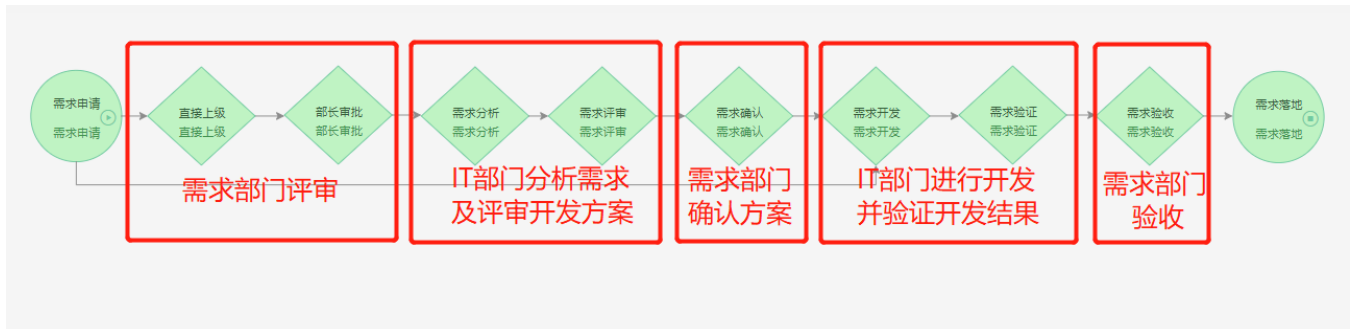 需求申请
需求申请
直接上级
直接上级
部长审批
部长审批
需求分析
需求分析
需求评审
需求评审
需求确认
需求确认
需求开发
需求开发
需求验证
需求验证
需求验收
需求验收
需求落地
需求落地
需求部门评审
IT部门分析需求
及评审开发方案
需求部门
确认方案
IT部门进行开发
并验证开发结果
需求部门
验收